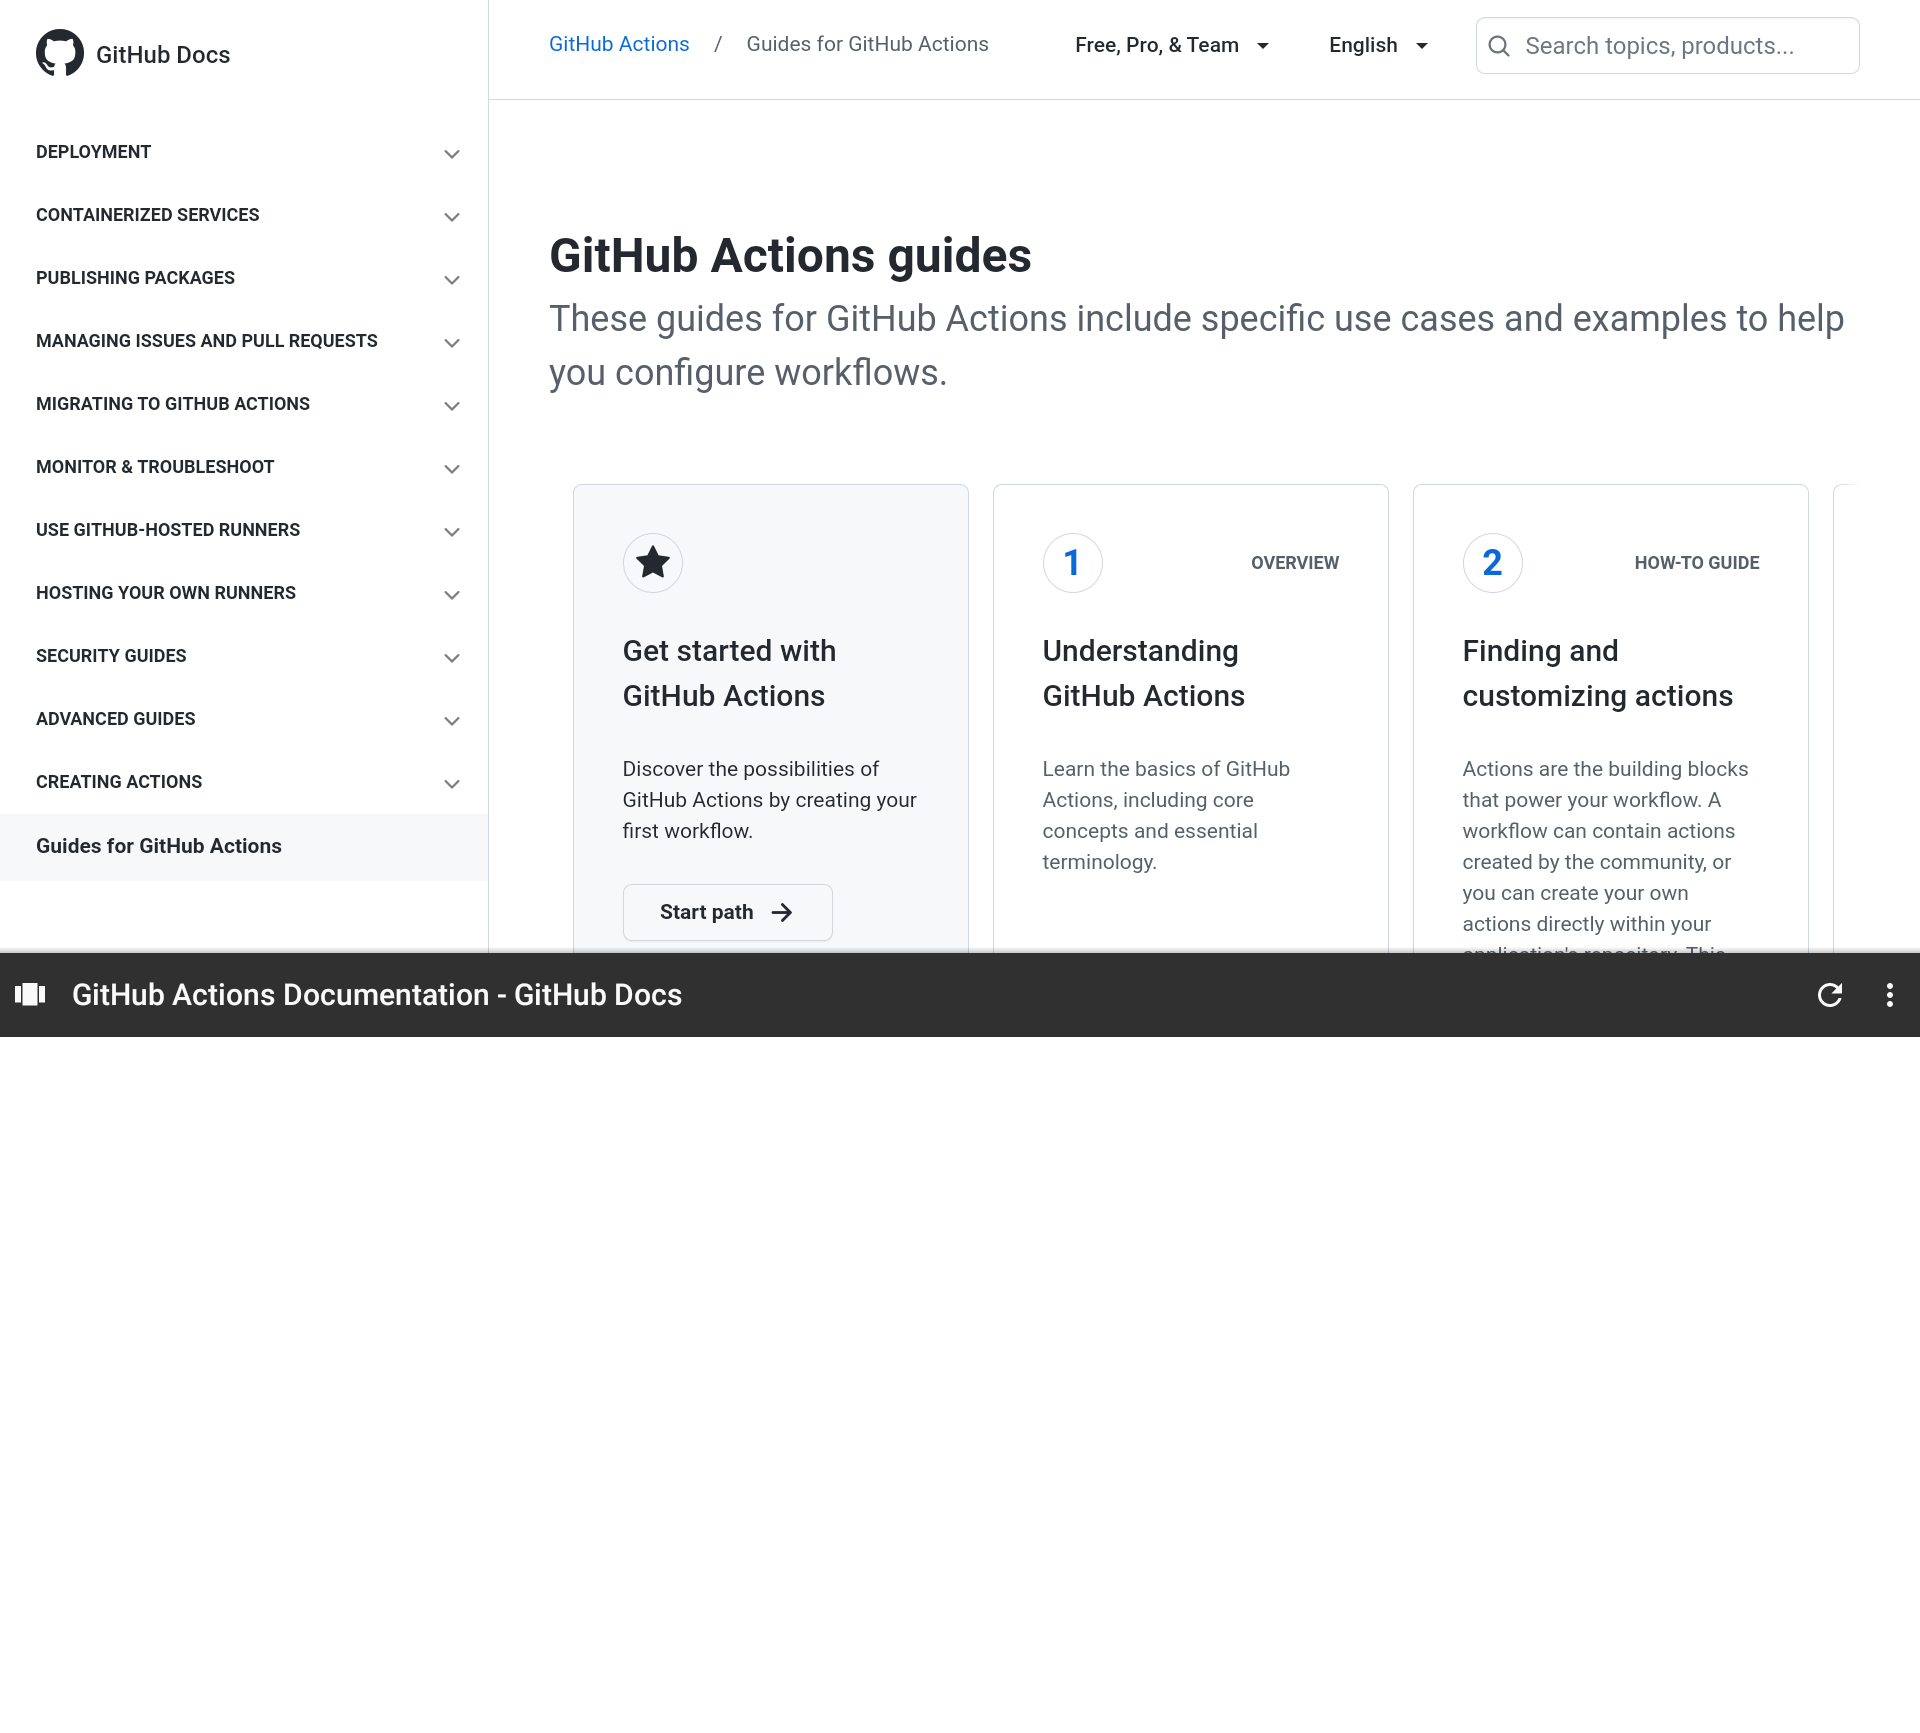 GitHub Docs
DEPLOYMENT
CONTAINERIZED SERVICES
PUBLISHING PACKAGES
MANAGING ISSUES AND PULL REQUESTS
MIGRATING TO GITHUB ACTIONS
MONITOR & TROUBLESHOOT
USE GITHUB-HOSTED RUNNERS
HOSTING YOUR OWN RUNNERS
SECURITY GUIDES
ADVANCED GUIDES
CREATING ACTIONS
Guides for GitHub Actions
GitHub Actions / Guides for GitHub Actions
Free, Pro, & Team
English
Search topics, products...
GitHub Actions guides
These guides for GitHub Actions include specific use cases and examples to help
you configure workflows.
Get started with
GitHub Actions
Discover the possibilities of
GitHub Actions by creating your
first workflow.
Start path
1
OVERVIEW
Understanding
GitHub Actions
Learn the basics of GitHub
Actions, including core
concepts and essential
terminology.
2
HOW-TO GUIDE
Finding and
customizing actions
Actions are the building blocks
that power your workflow. A
workflow can contain actions
created by the community, or
you can create your own
actions directly within your
application's repository. This
GitHub Actions Documentation - GitHub Docs